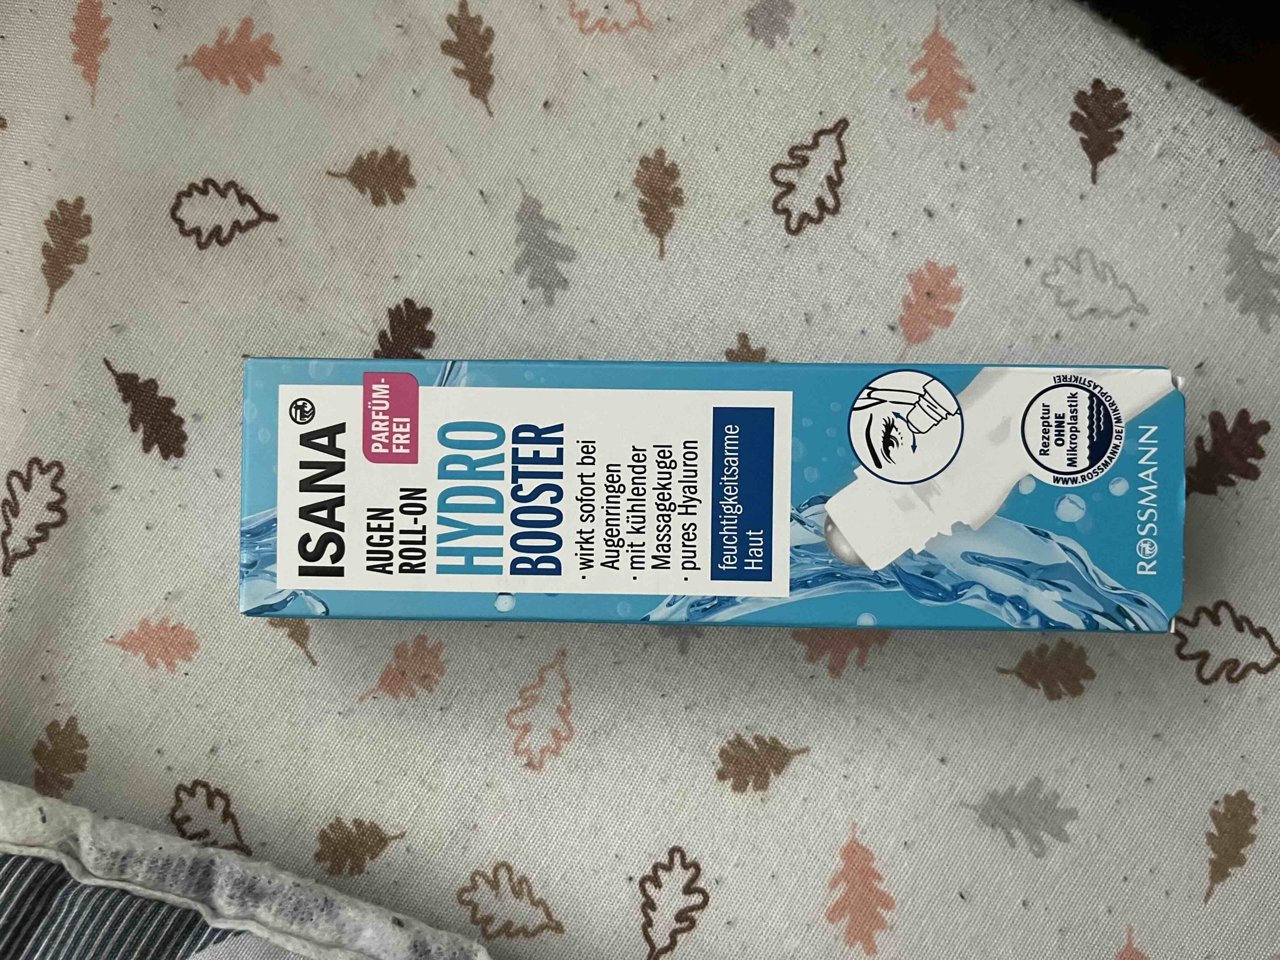 ISANA
PARFÜM-
FREI
AUGEN
ROLL-ON
HYDRO
BOOSTER
· wirkt sofort bei
Augenringen
· mit kühlender
Massagekugel
· pures Hyaluron
feuchtigkeitsarme
Haut
Rezeptur
OHNE
Mikroplastik
WWW.ROSSMANN.DE/MIKROPLASTIKFREI
ROSSMANN